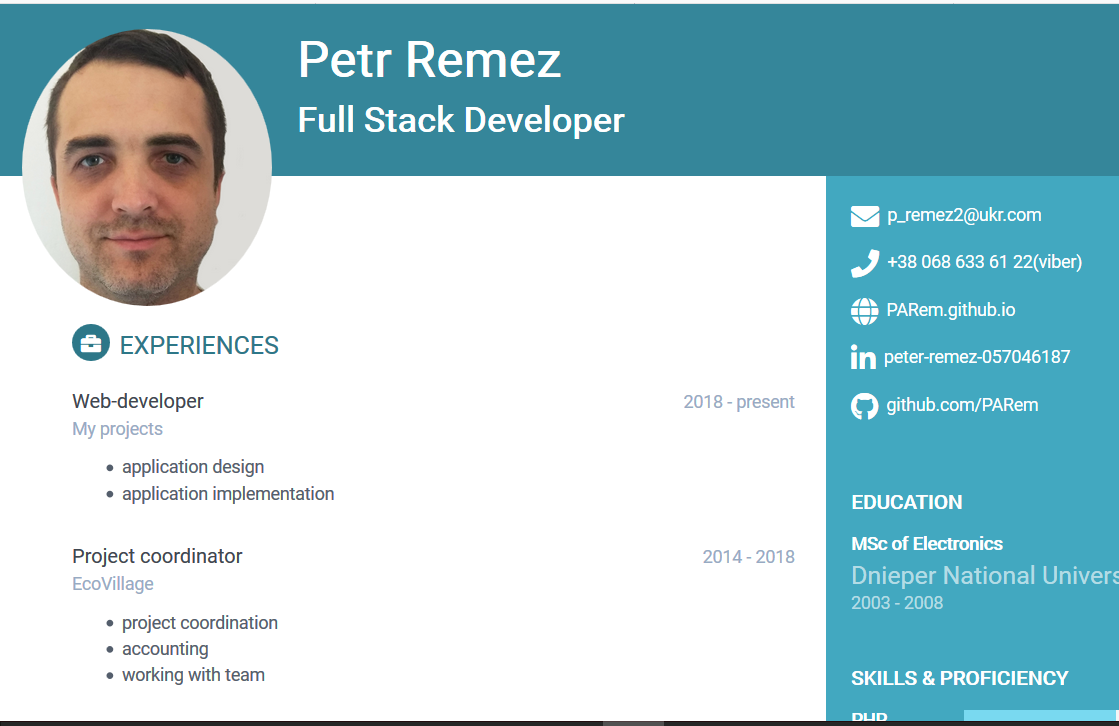 Petr Remez
Full Stack Developer
p_remez2@ukr.com
+38 068 633 61 22(viber)
PARem.github.io
peter-remez-057046187
github.com/PARem
EXPERIENCES
Web-developer
2018 - present
My projects
application design
application implementation
Project coordinator
2014 - 2018
EcoVillage
project coordination
accounting
working with team
EDUCATION
MSc of Electronics
Dnieper National Univers
2003 - 2008
SKILLS & PROFICIENCY
PHP